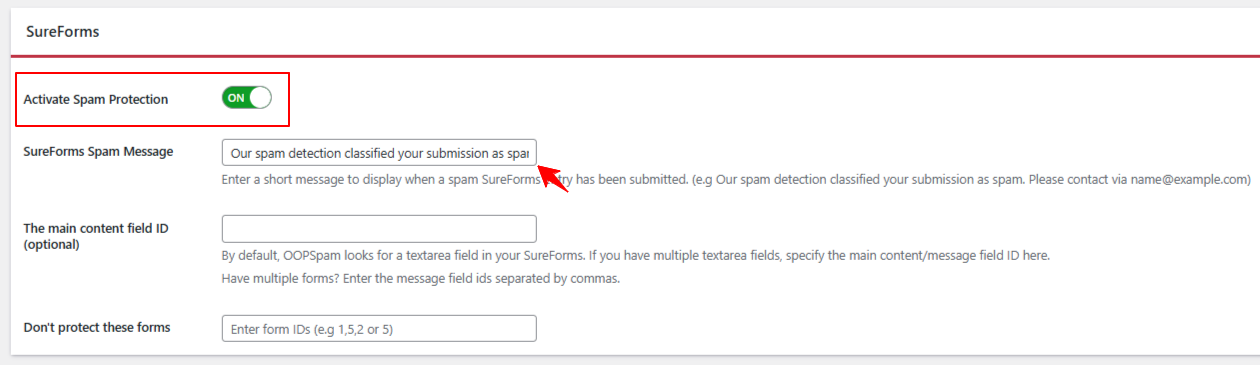 SureForms
Activate Spam Protection
ON
SureForms Spam Message
Our spam detection classified your submission as spa
Enter a short message to display when a spam SureForms has been submitted. (e.g Our spam detection classified your submission as spam. Please contact via name@example.com)
The main content field ID
(optional)
By default, OOPSpam looks for a textarea field in your SureForms. If you have multiple textarea fields, specify the main content/message field ID here.
Have multiple forms? Enter the message field ids separated by commas.
Don't protect these forms
Enter form IDs (e.g 1,5,2 or 5)